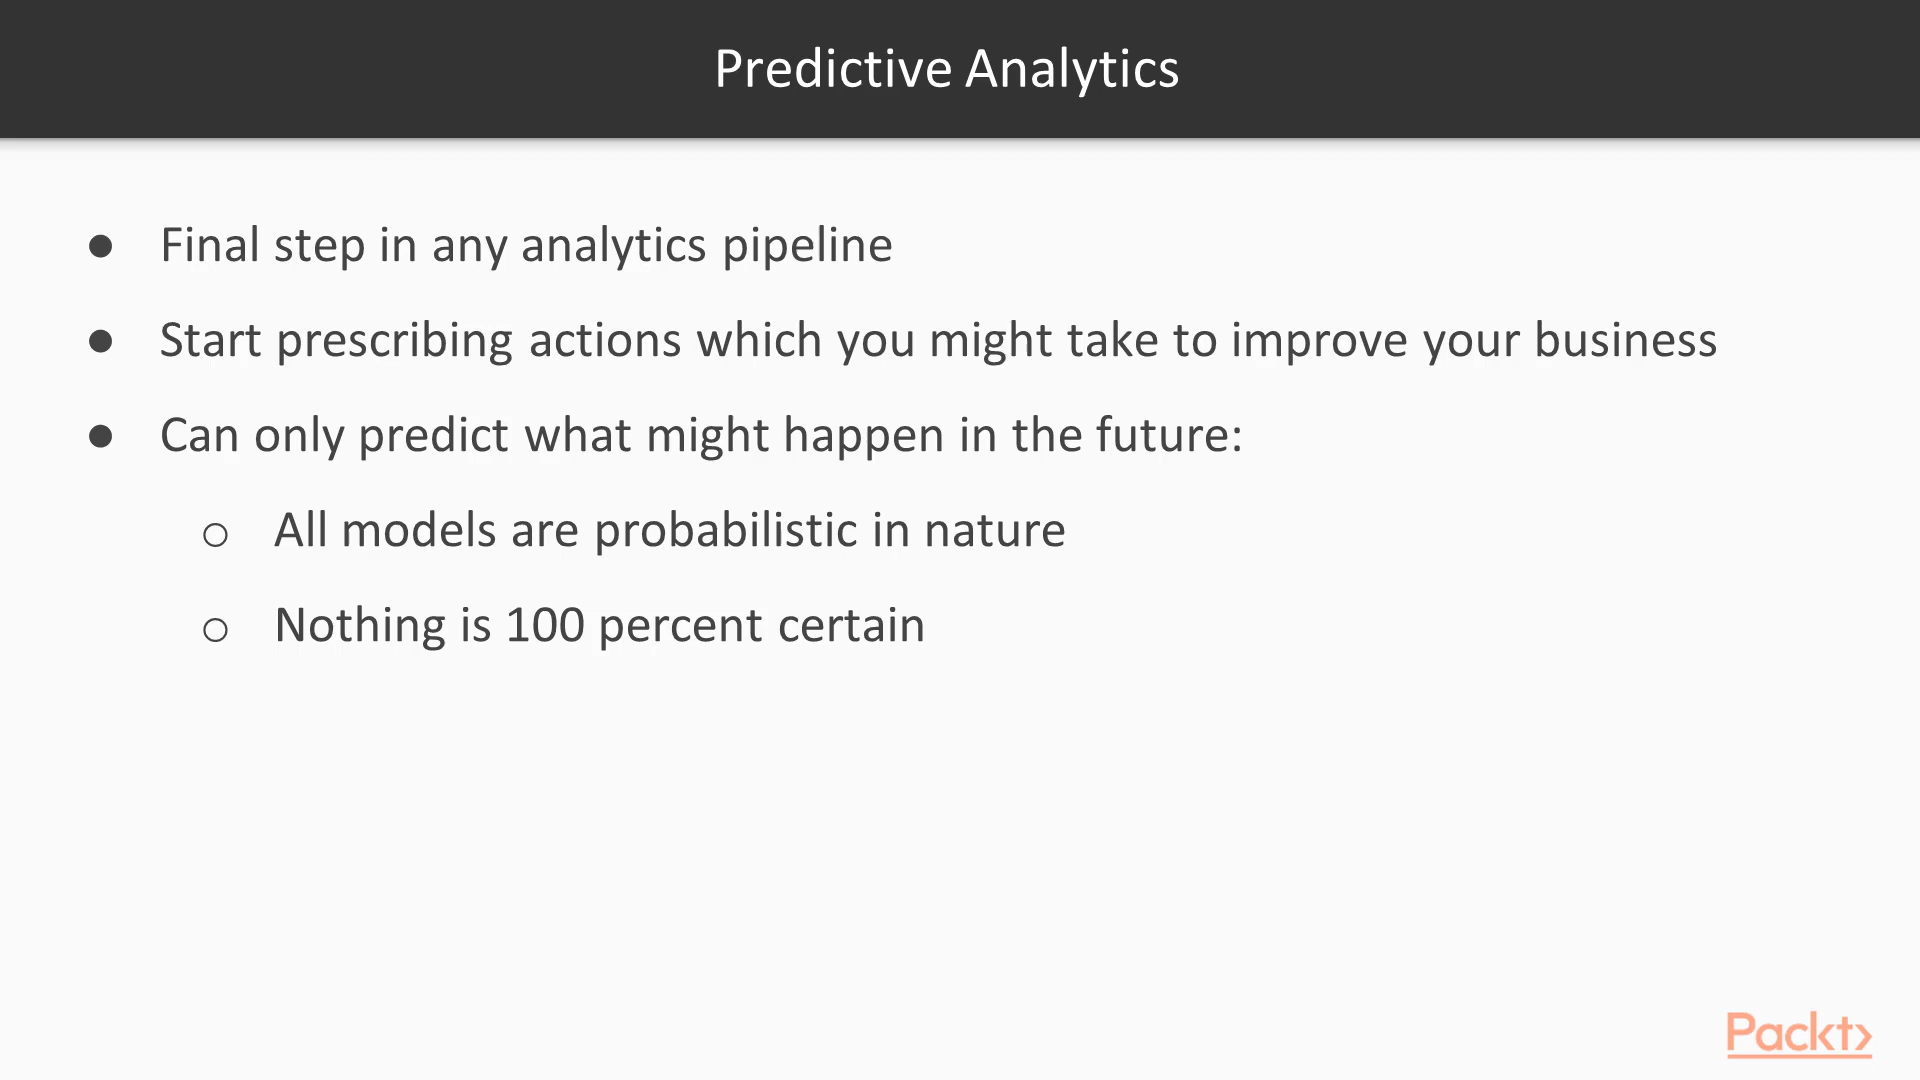 Predictive Analytics
● Final step in any analytics pipeline
● Start prescribing actions which you might take to improve your business
● Can only predict what might happen in the future:
○ All models are probabilistic in nature
○ Nothing is 100 percent certain
Packt>